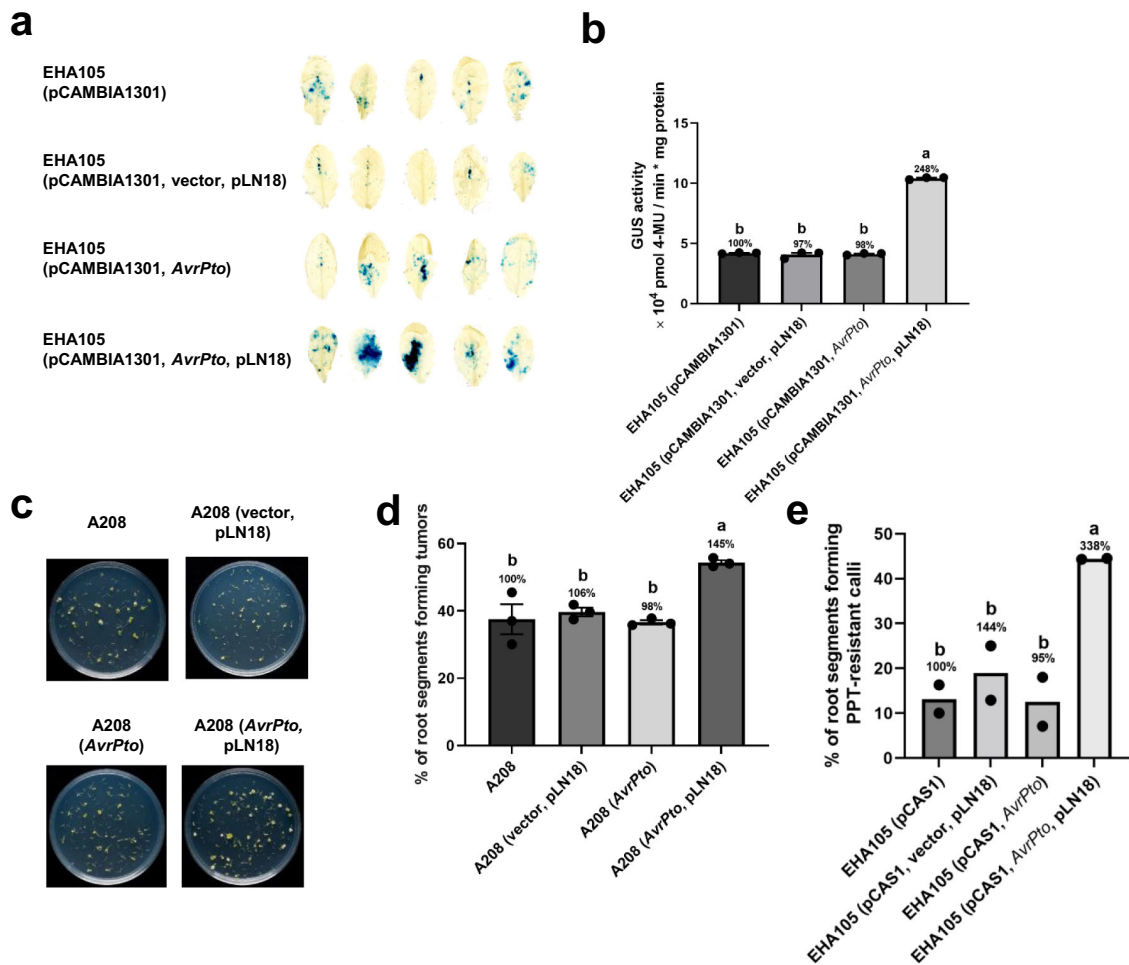 a
EHA105
(pCAMBIA1301)
EHA105
(pCAMBIA1301, vector, pLN18)
EHA105
(pCAMBIA1301, AvrPto)
EHA105
(pCAMBIA1301, AvrPto, pLN18)
b
GUS activity
× 10⁴ pmol 4-MU / min * mg protein
15
10
5
0
b
100%
b
97%
b
98%
a
248%
EHA105 (pCAMBIA1301)
EHA105 (pCAMBIA1301, vector, pLN18)
EHA105 (pCAMBIA1301, AvrPto)
EHA105 (pCAMBIA1301, AvrPto, pLN18)
c
A208
A208 (vector,
pLN18)
A208
(AvrPto)
A208 (AvrPto,
pLN18)
d
% of root segments forming tumors
60
40
20
0
b
100%
b
106%
b
98%
a
145%
A208
A208 (vector, pLN18)
A208 (AvrPto)
A208 (AvrPto, pLN18)
e
% of root segments forming
PPT-resistant calli
50
40
30
20
10
0
b
100%
b
144%
b
95%
a
338%
EHA105 (pCAS1)
EHA105 (pCAS1, vector, pLN18)
EHA105 (pCAS1, AvrPto)
EHA105 (pCAS1, AvrPto, pLN18)